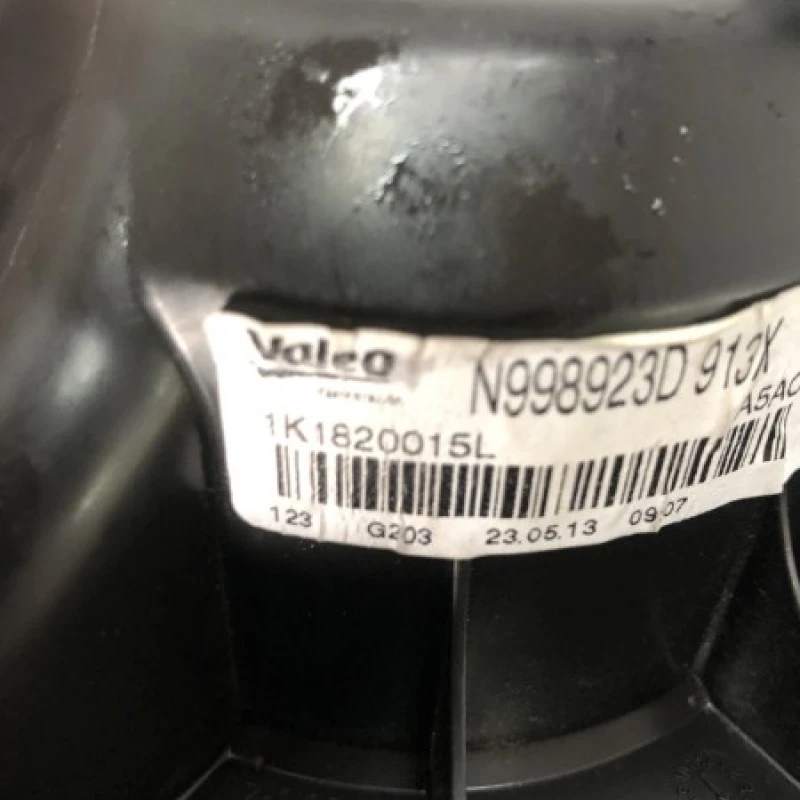 Valeo
N998923D 913X
A5AC
1K1820015L
123 G203 23.05.13 09:07